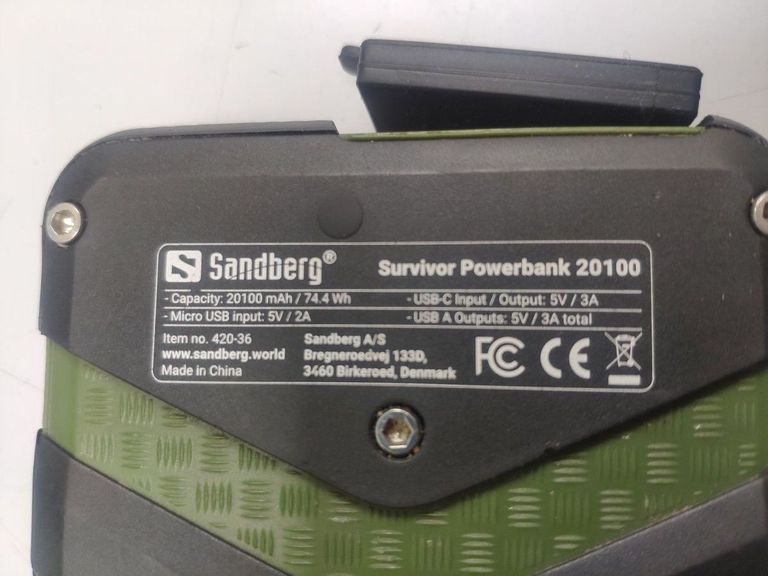 Sandberg® Survivor Powerbank 20100
- Capacity: 20100 mAh / 74.4 Wh - USB-C Input / Output: 5V / 3A
- Micro USB input: 5V / 2A - USB A Outputs: 5V / 3A total
Item no. 420-36 Sandberg A/S
www.sandberg.world Bregneroedvej 133D,
Made in China 3460 Birkeroed, Denmark
FC CE